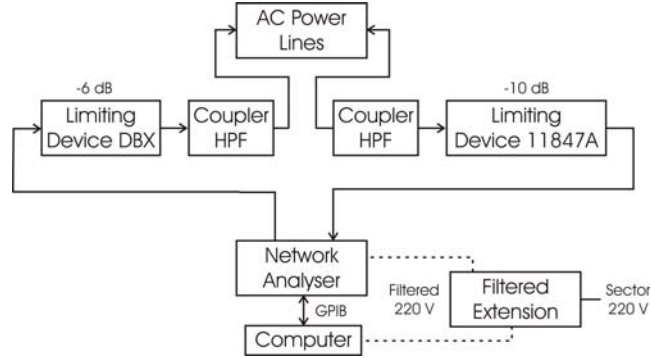 AC Power
Lines
-6 dB
-10 dB
Limiting
Device DBX
Coupler
HPF
Coupler
HPF
Limiting
Device 11847A
Network
Analyser
Filtered
220 V
Filtered
Extension
Sector
220 V
GPIB
Computer